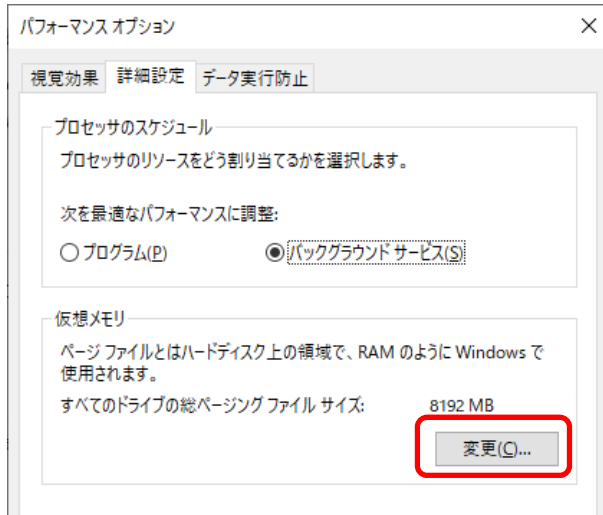 パフォーマンス オプション
視覚効果 詳細設定 データ実行防止
プロセッサのスケジュール
プロセッサのリソースをどう割り当てるかを選択します。
次を最適なパフォーマンスに調整:
プログラム(P) バックグラウンド サービス(S)
仮想メモリ
ページ ファイルとはハードディスク上の領域で、RAM のように Windows で
使用されます。
すべてのドライブの総ページング ファイル サイズ: 8192 MB
変更(C)...